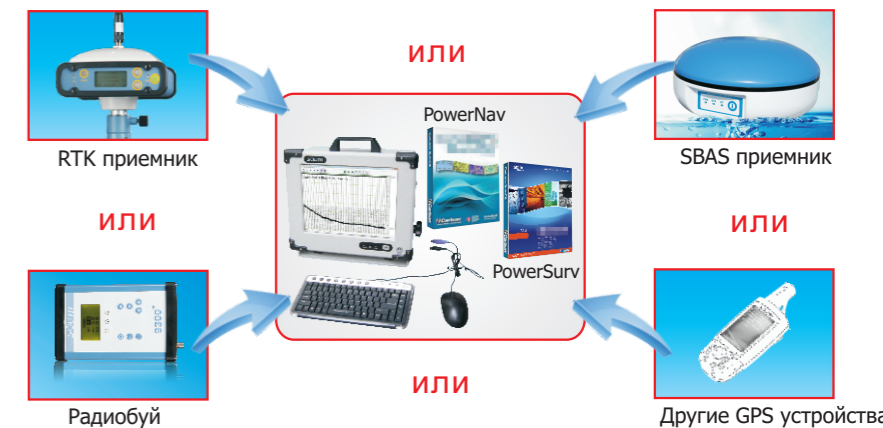 ИЛИ
PowerNav
RTK приемник
SBAS приемник
ИЛИ
ИЛИ
PowerSurv
ИЛИ
Радиобуй
Другие GPS устройства